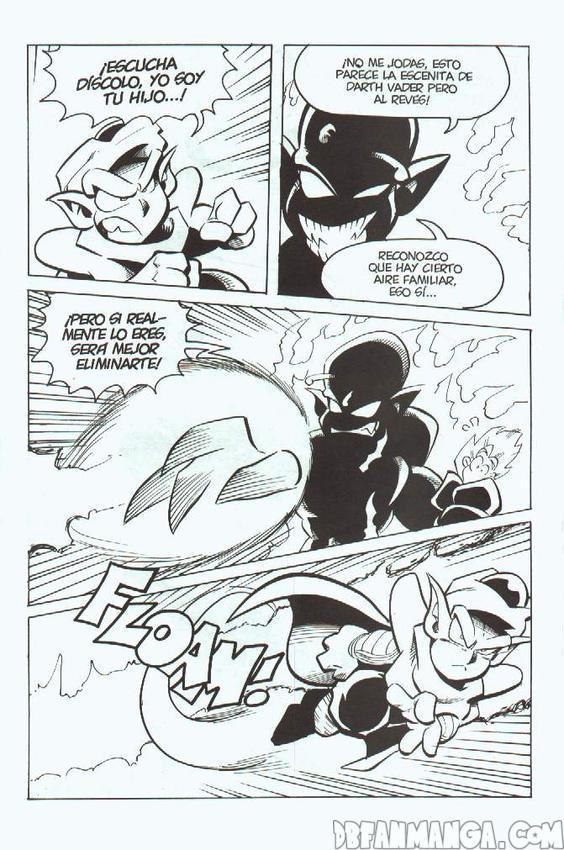 ¡ESCUCHA
DÍSCOLO, YO SOY
TU HIJO...!
¡NO ME JODAS, ESTO
PARECE LA ESCENITA DE
DARTH VADER PERO
AL REVES!
RECONOZCO
QUE HAY CIERTO
AIRE FAMILIAR,
ESO SÍ...
¡PERO SI REAL-
MENTE LO ERES,
SERÁ MEJOR
ELIMINARTE!
FLOAM!
DBFANMANGA.COM